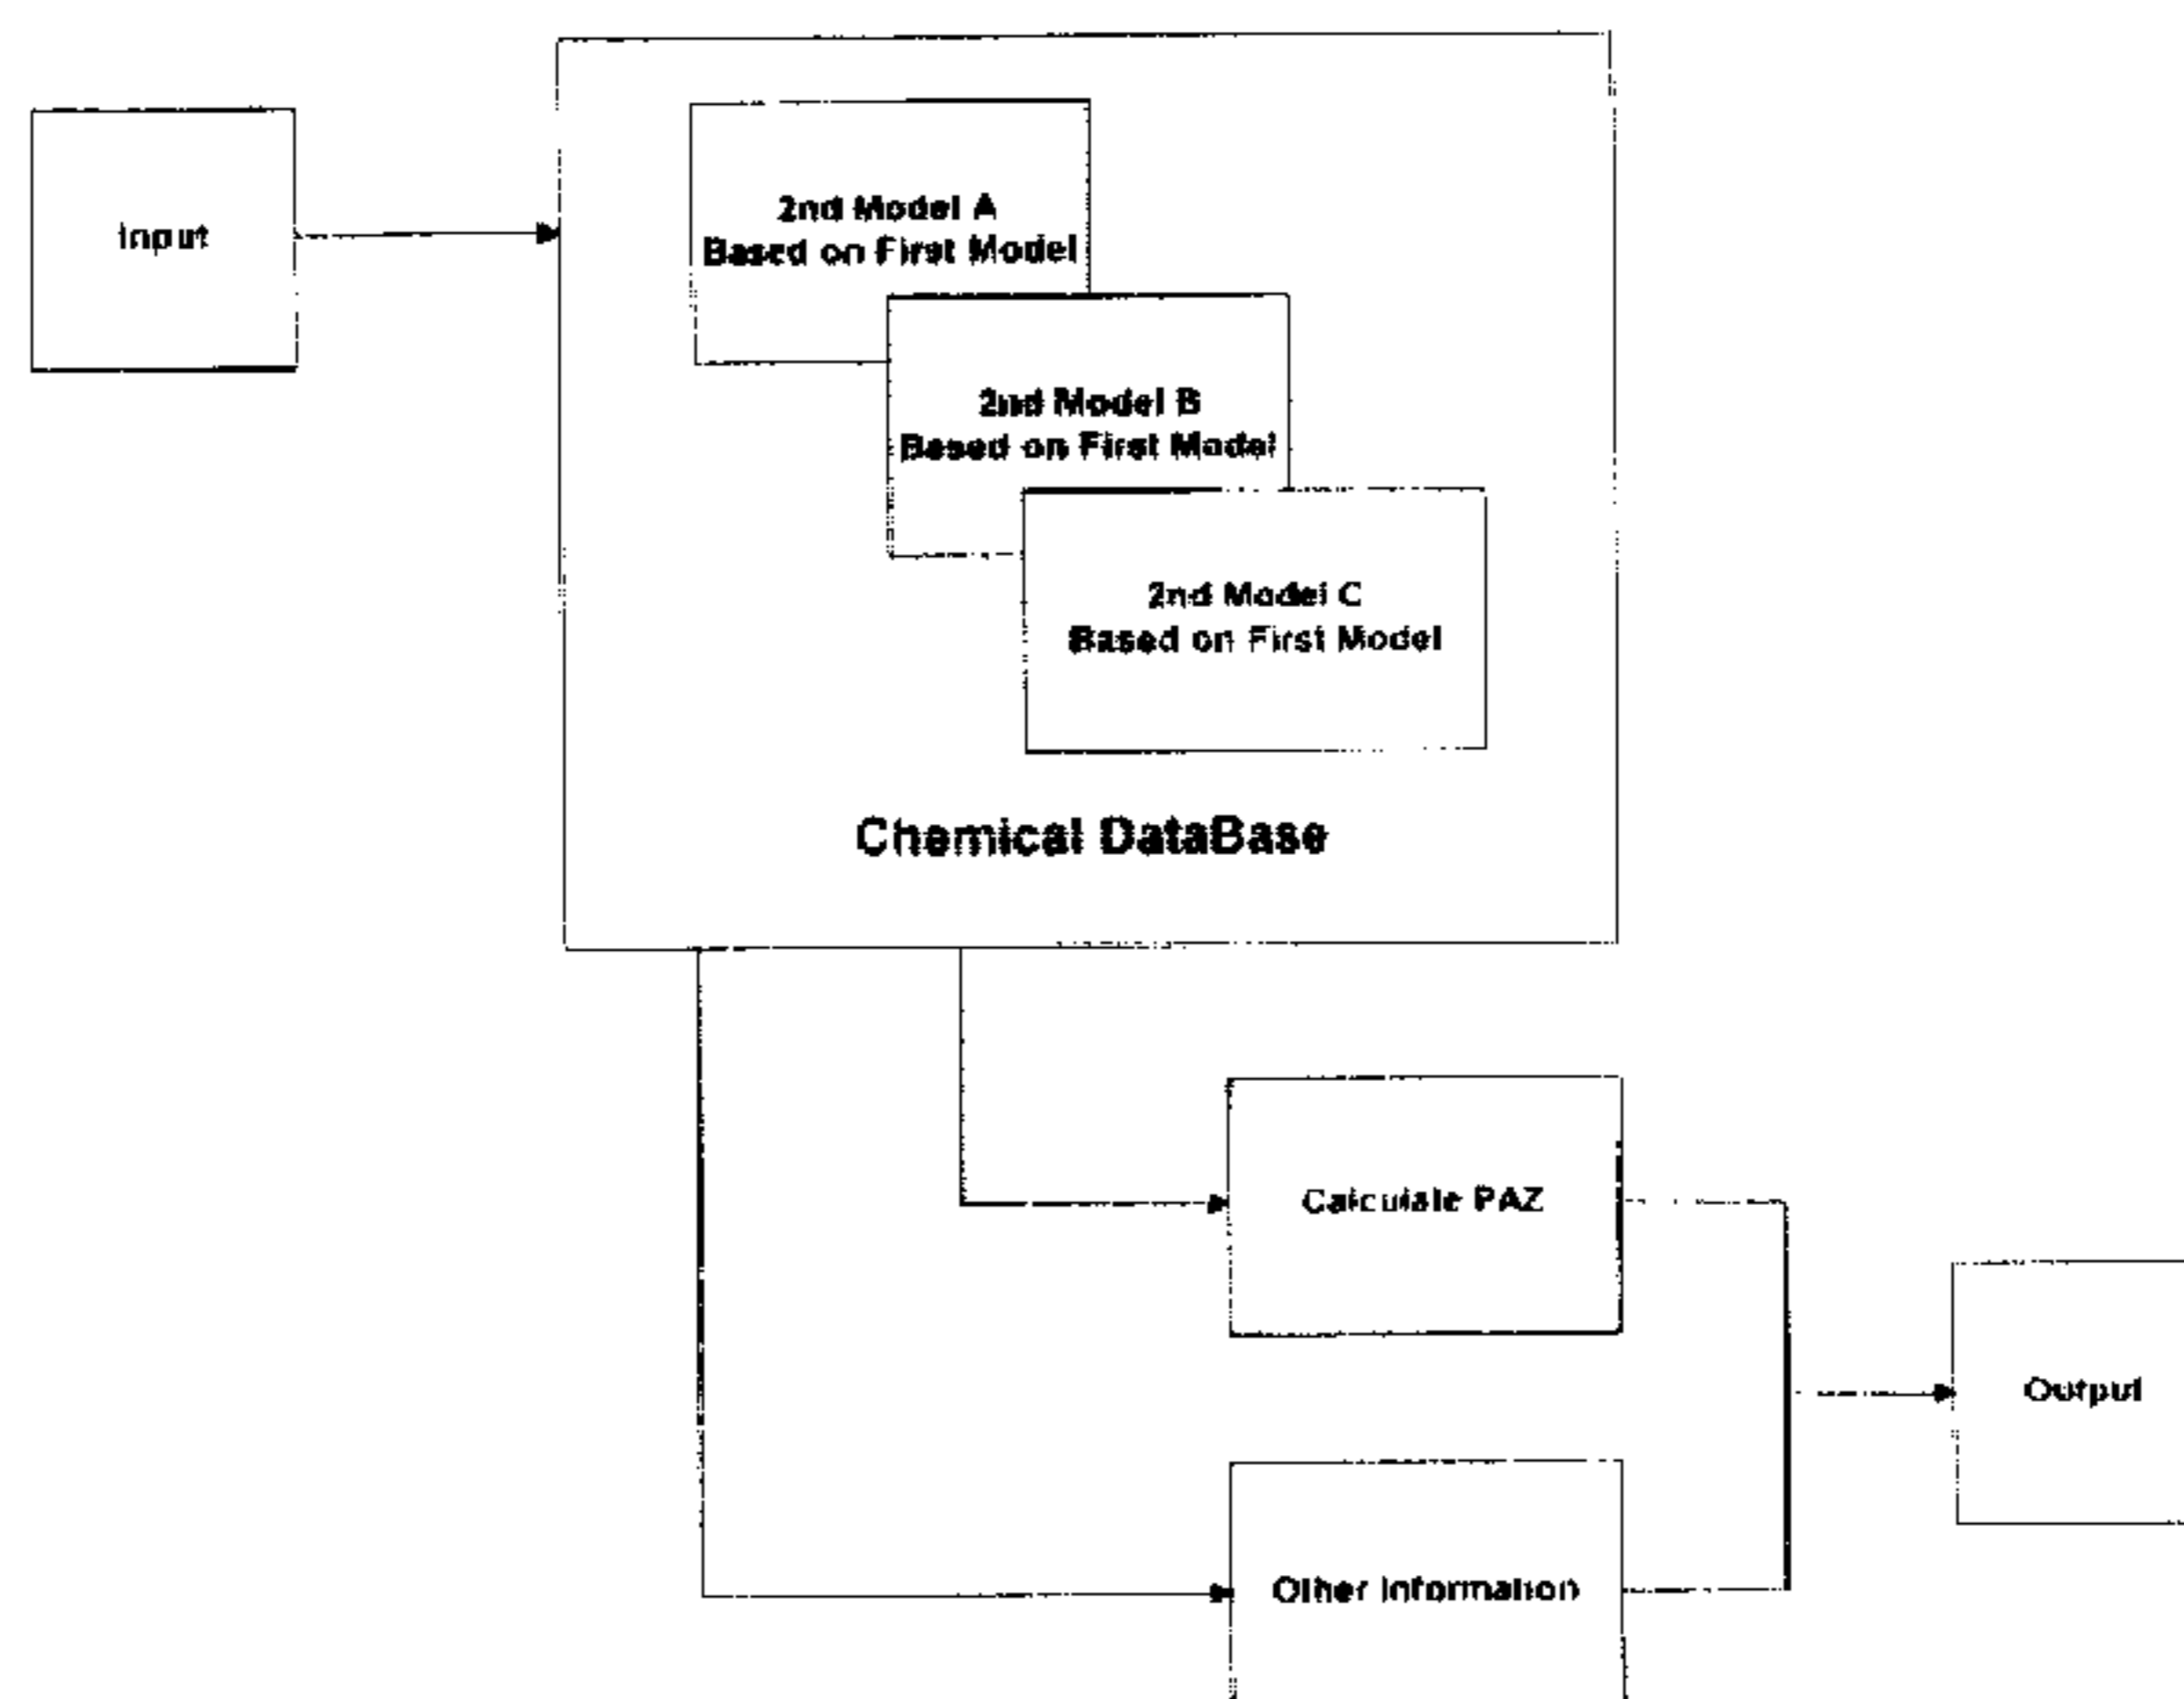 Input
2nd Model A
Based on First Model
2nd Model B
Based on First Model
2nd Model C
Based on First Model
Chemical DataBase
Calculate PAZ
Output
Other Information